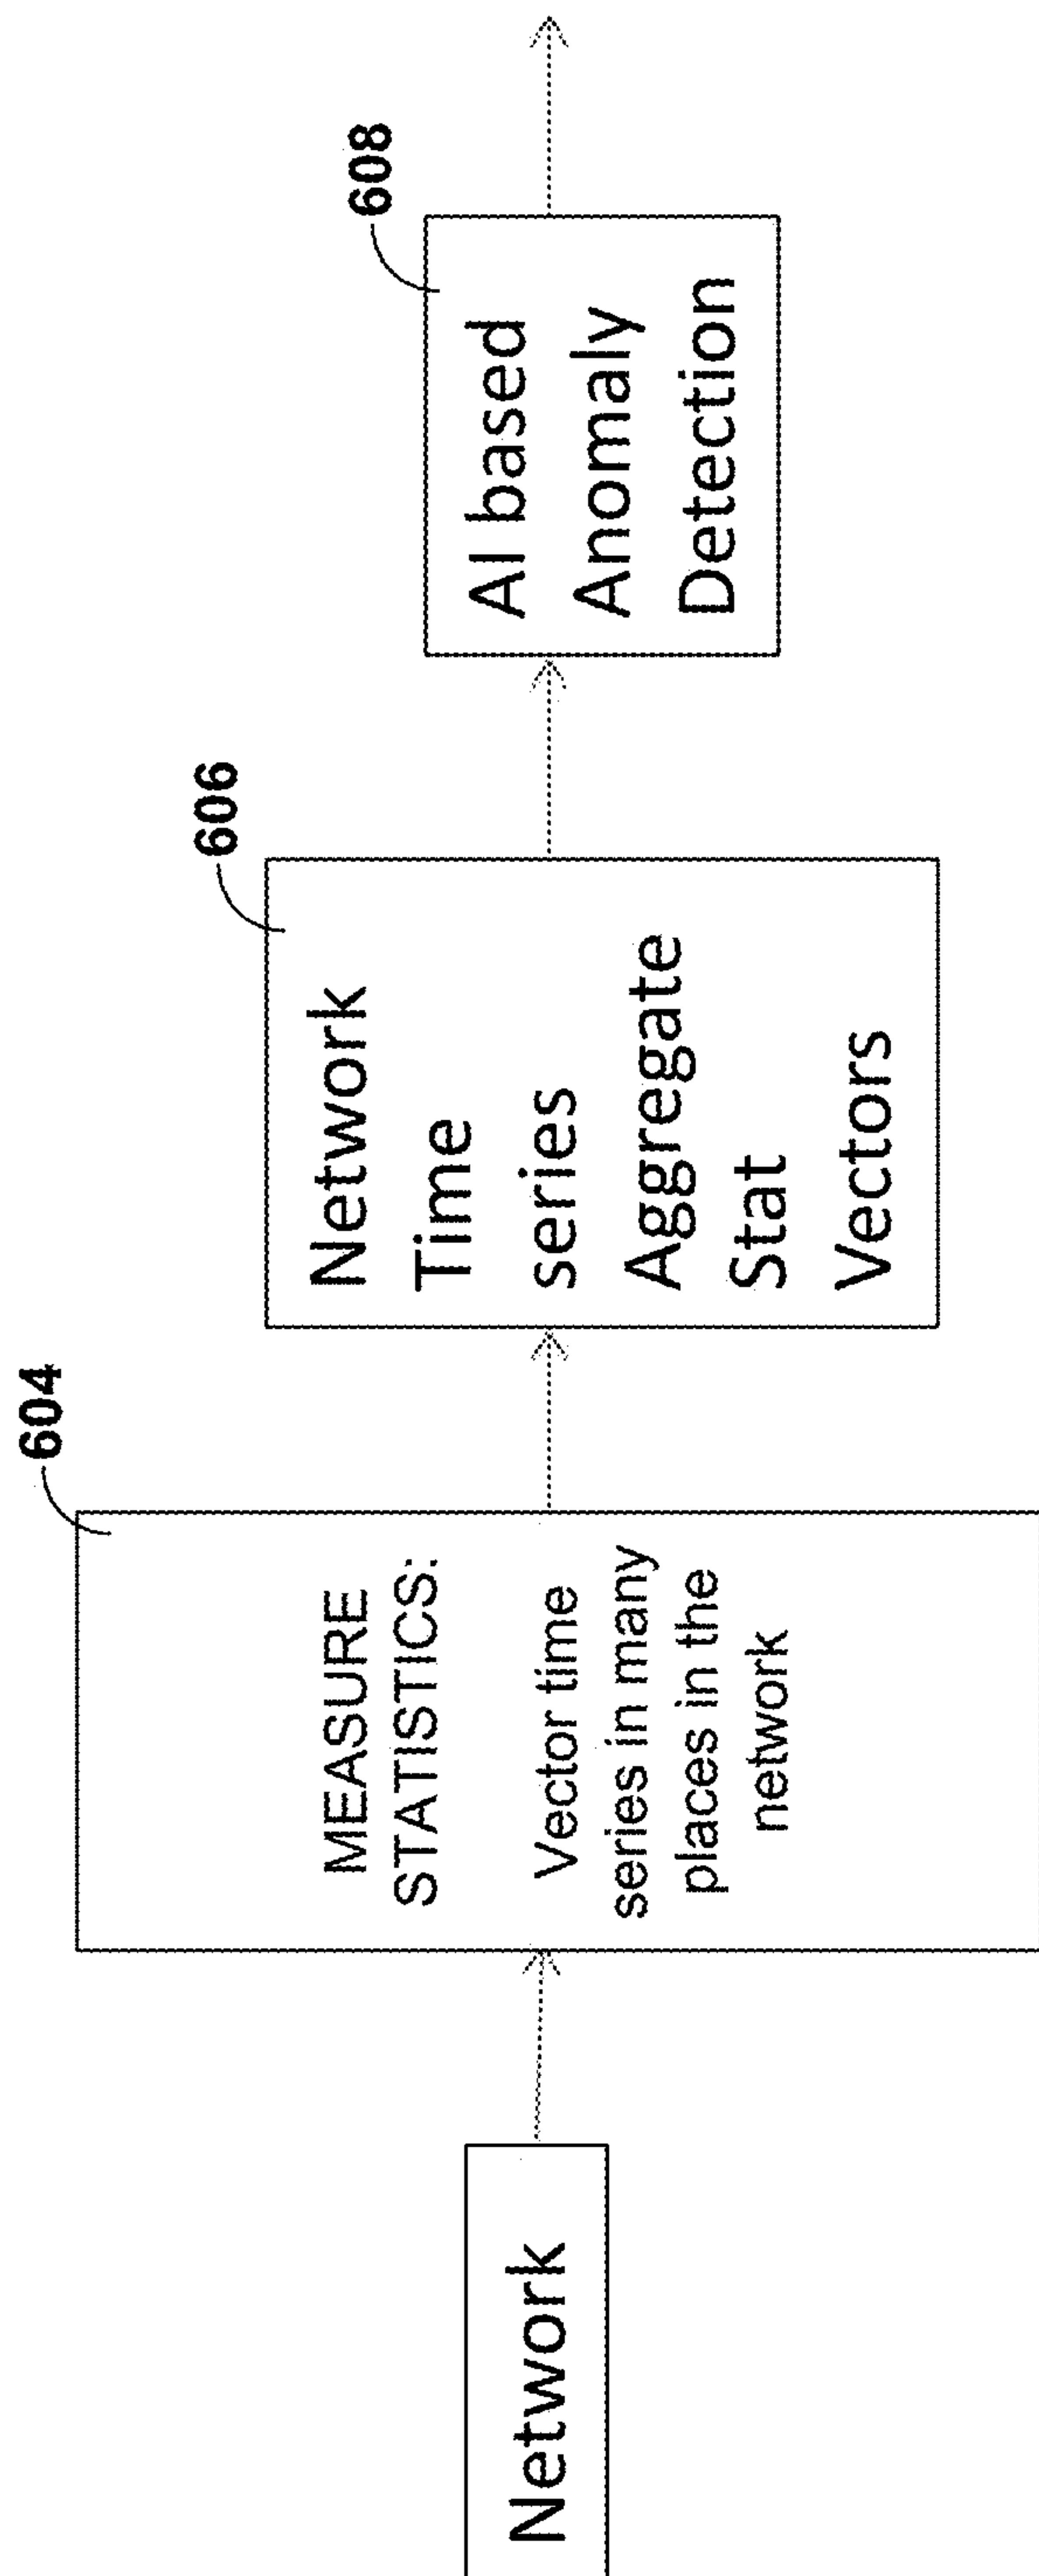 Network
604
MEASURE
STATISTICS:
Vector time
series in many
places in the
network
606
Network
Time
series
Aggregate
Stat
Vectors
608
AI based
Anomaly
Detection